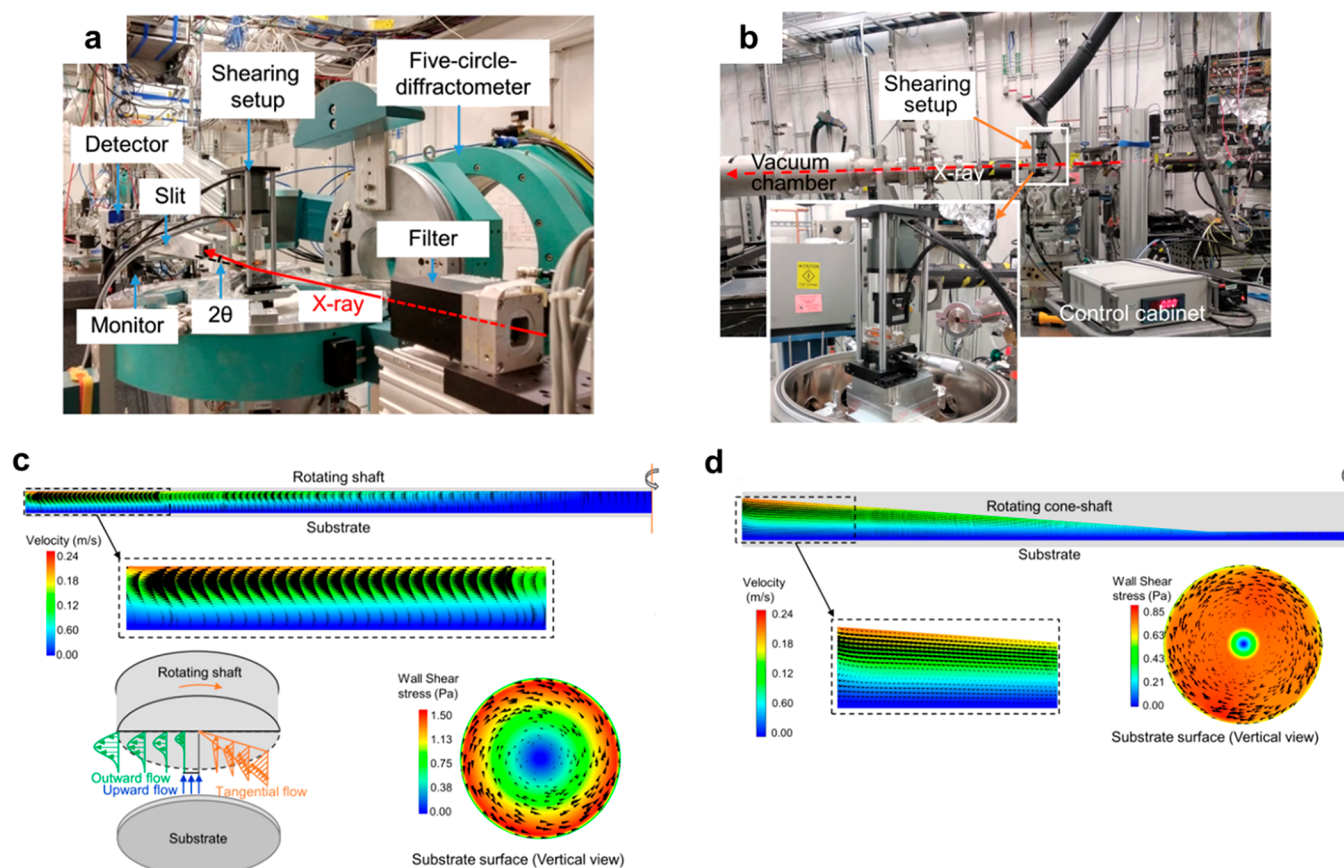 a
Shearing
setup
Five-circle-
diffractometer
Detector
Slit
Filter
X-ray
2θ
Monitor
b
Shearing
setup
Vacuum
chamber
X-ray
Control cabinet
c
Rotating shaft
Substrate
Velocity (m/s)
0.24
0.18
0.12
0.60
0.00
Rotating shaft
Outward flow
Upward flow
Tangential flow
Substrate
Wall Shear
stress (Pa)
1.50
1.13
0.75
0.38
0.00
Substrate surface (Vertical view)
d
Rotating cone-shaft
Substrate
Velocity
(m/s)
0.24
0.18
0.12
0.60
0.00
Wall Shear
stress (Pa)
0.85
0.63
0.43
0.21
0.00
Substrate surface (Vertical view)